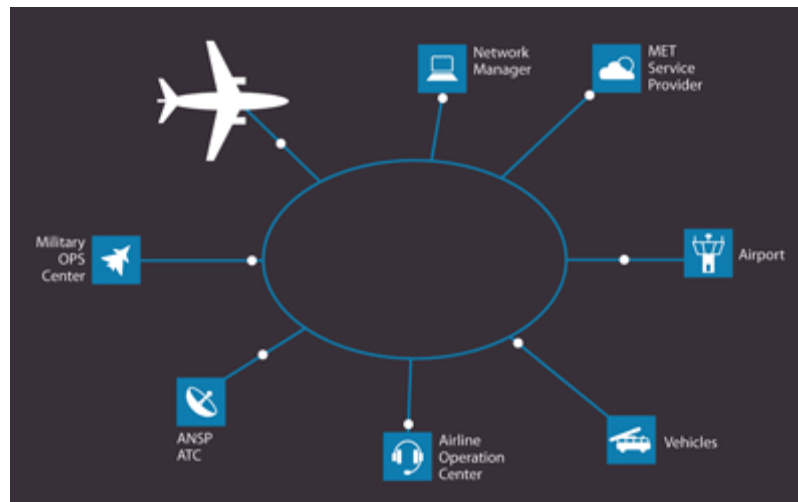 Network
Manager
MET
Service
Provider
Military
OPS
Center
Airport
ANSP
ATC
Airline
Operation
Center
Vehicles